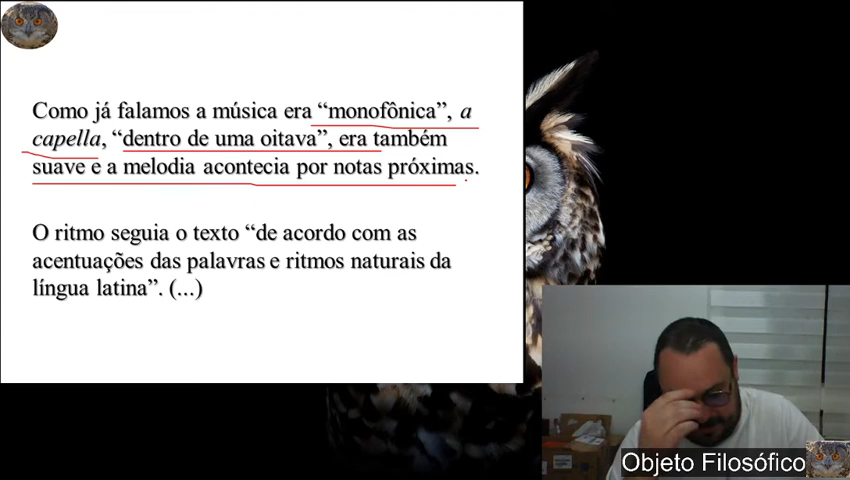 Como já falamos a música era “monofônica”, a
capella, “dentro de uma oitava”, era também
suave e a melodia acontecia por notas próximas.
O ritmo seguia o texto “de acordo com as
acentuações das palavras e ritmos naturais da
língua latina”. (...)
Objeto Filosófico